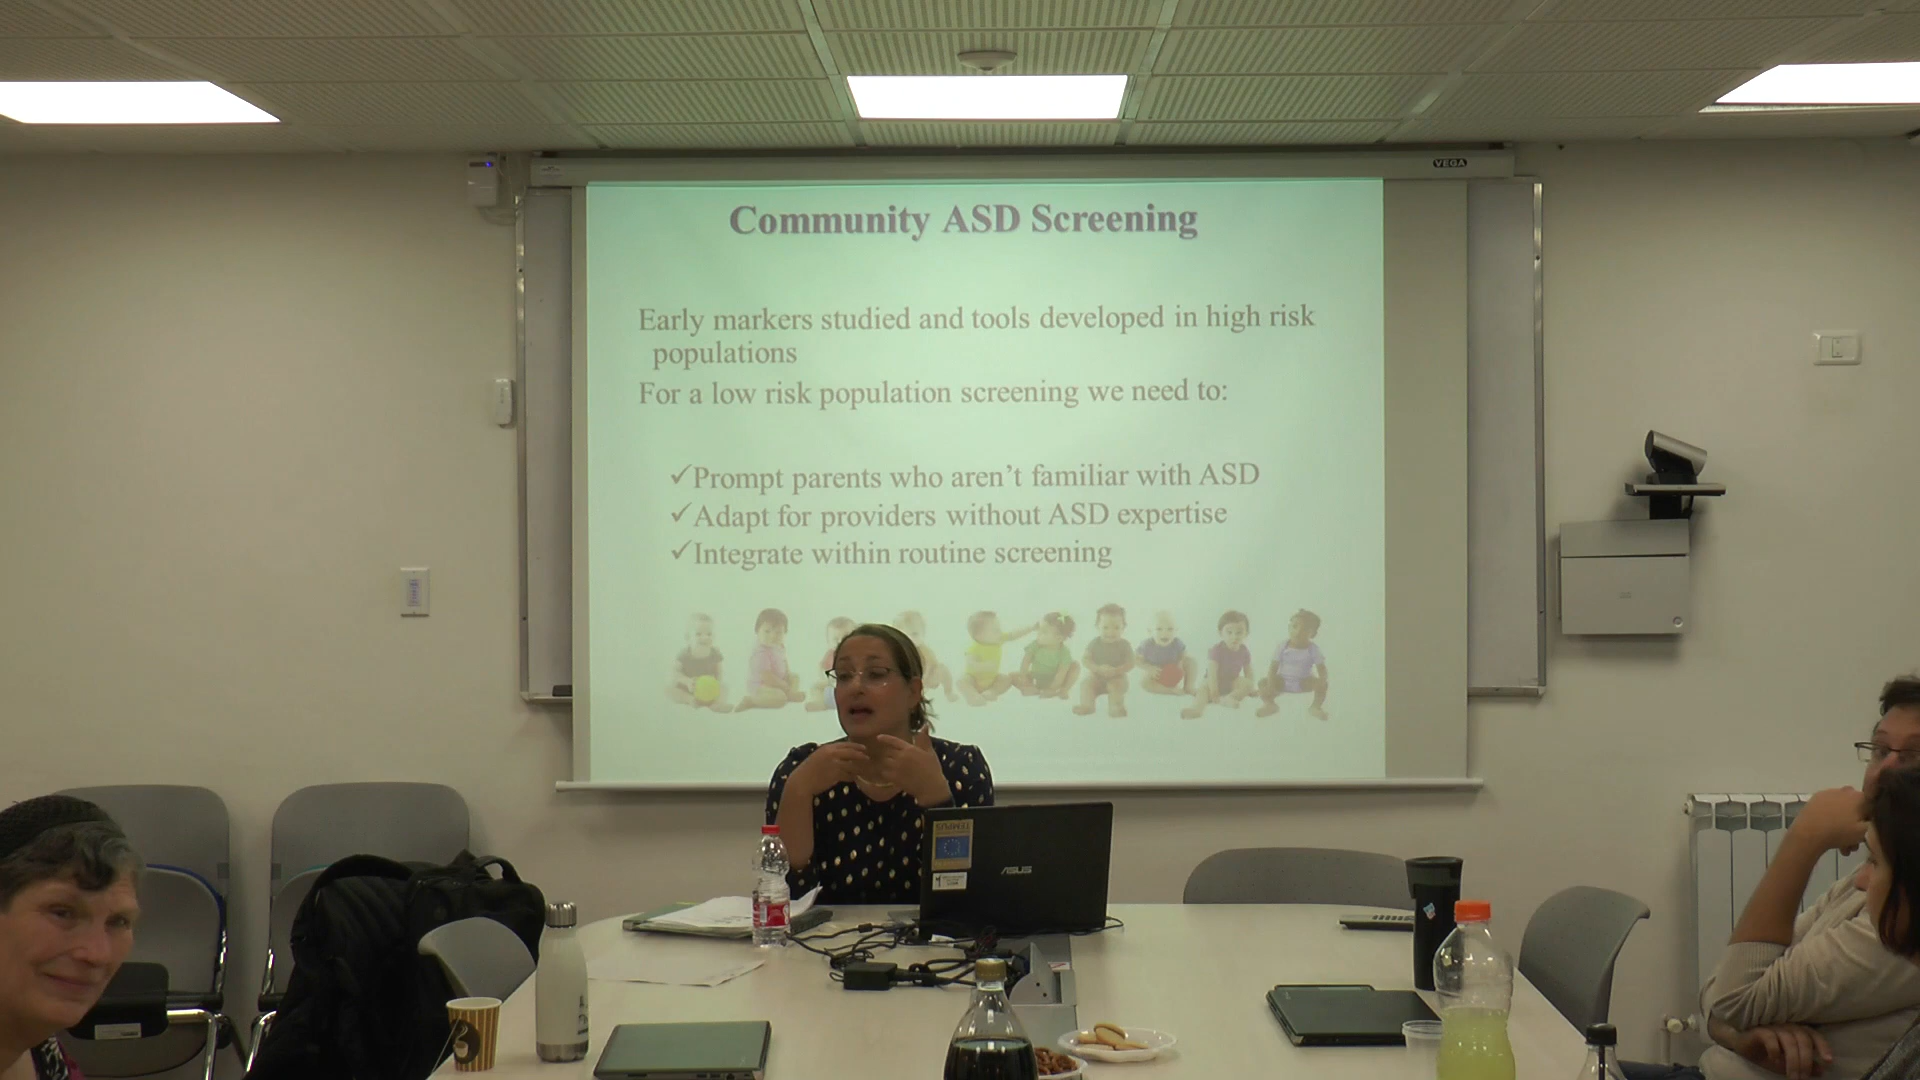 VEGA
Community ASD Screening
Early markers studied and tools developed in high risk
populations
For a low risk population screening we need to:
✓Prompt parents who aren't familiar with ASD
✓Adapt for providers without ASD expertise
✓Integrate within routine screening
ASUS